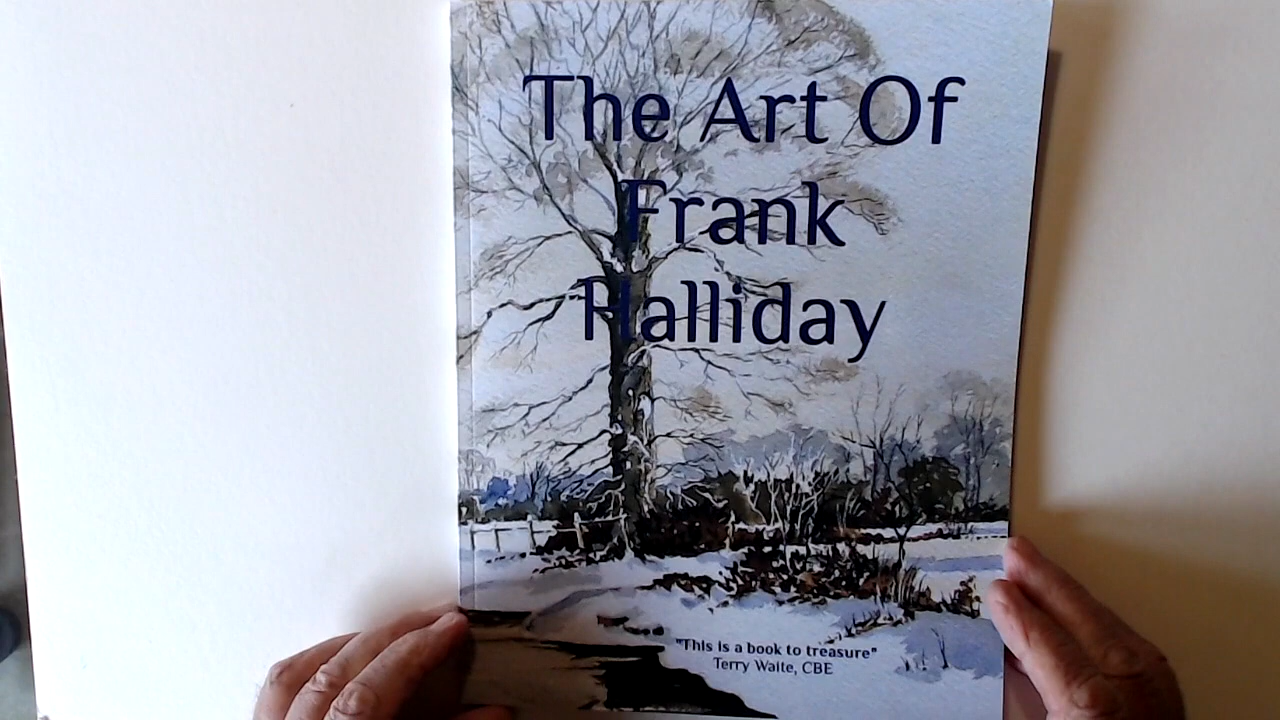 The Art Of
Frank
Halliday
"This is a book to treasure"
Terry Waite, CBE